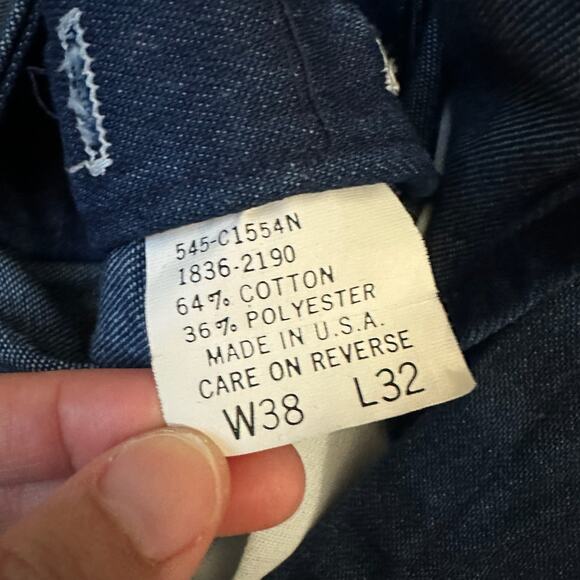 545-C1554N
1836-2190
64% COTTON
36% POLYESTER
MADE IN U.S.A.
CARE ON REVERSE
W38 L32